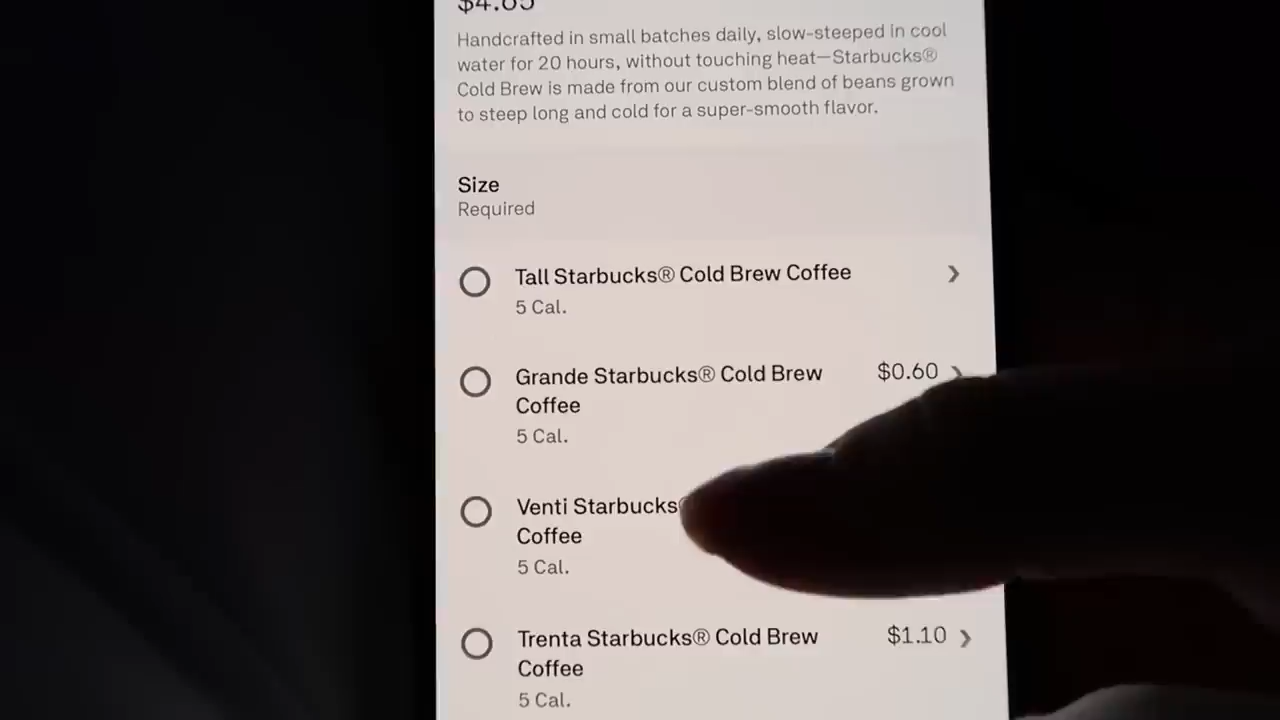 $4.65
Handcrafted in small batches daily, slow-steeped in cool
water for 20 hours, without touching heat—Starbucks®
Cold Brew is made from our custom blend of beans grown
to steep long and cold for a super-smooth flavor.
Size
Required
Tall Starbucks® Cold Brew Coffee
5 Cal.
Grande Starbucks® Cold Brew $0.60
Coffee
5 Cal.
Venti Starbucks
Coffee
5 Cal.
Trenta Starbucks® Cold Brew $1.10
Coffee
5 Cal.